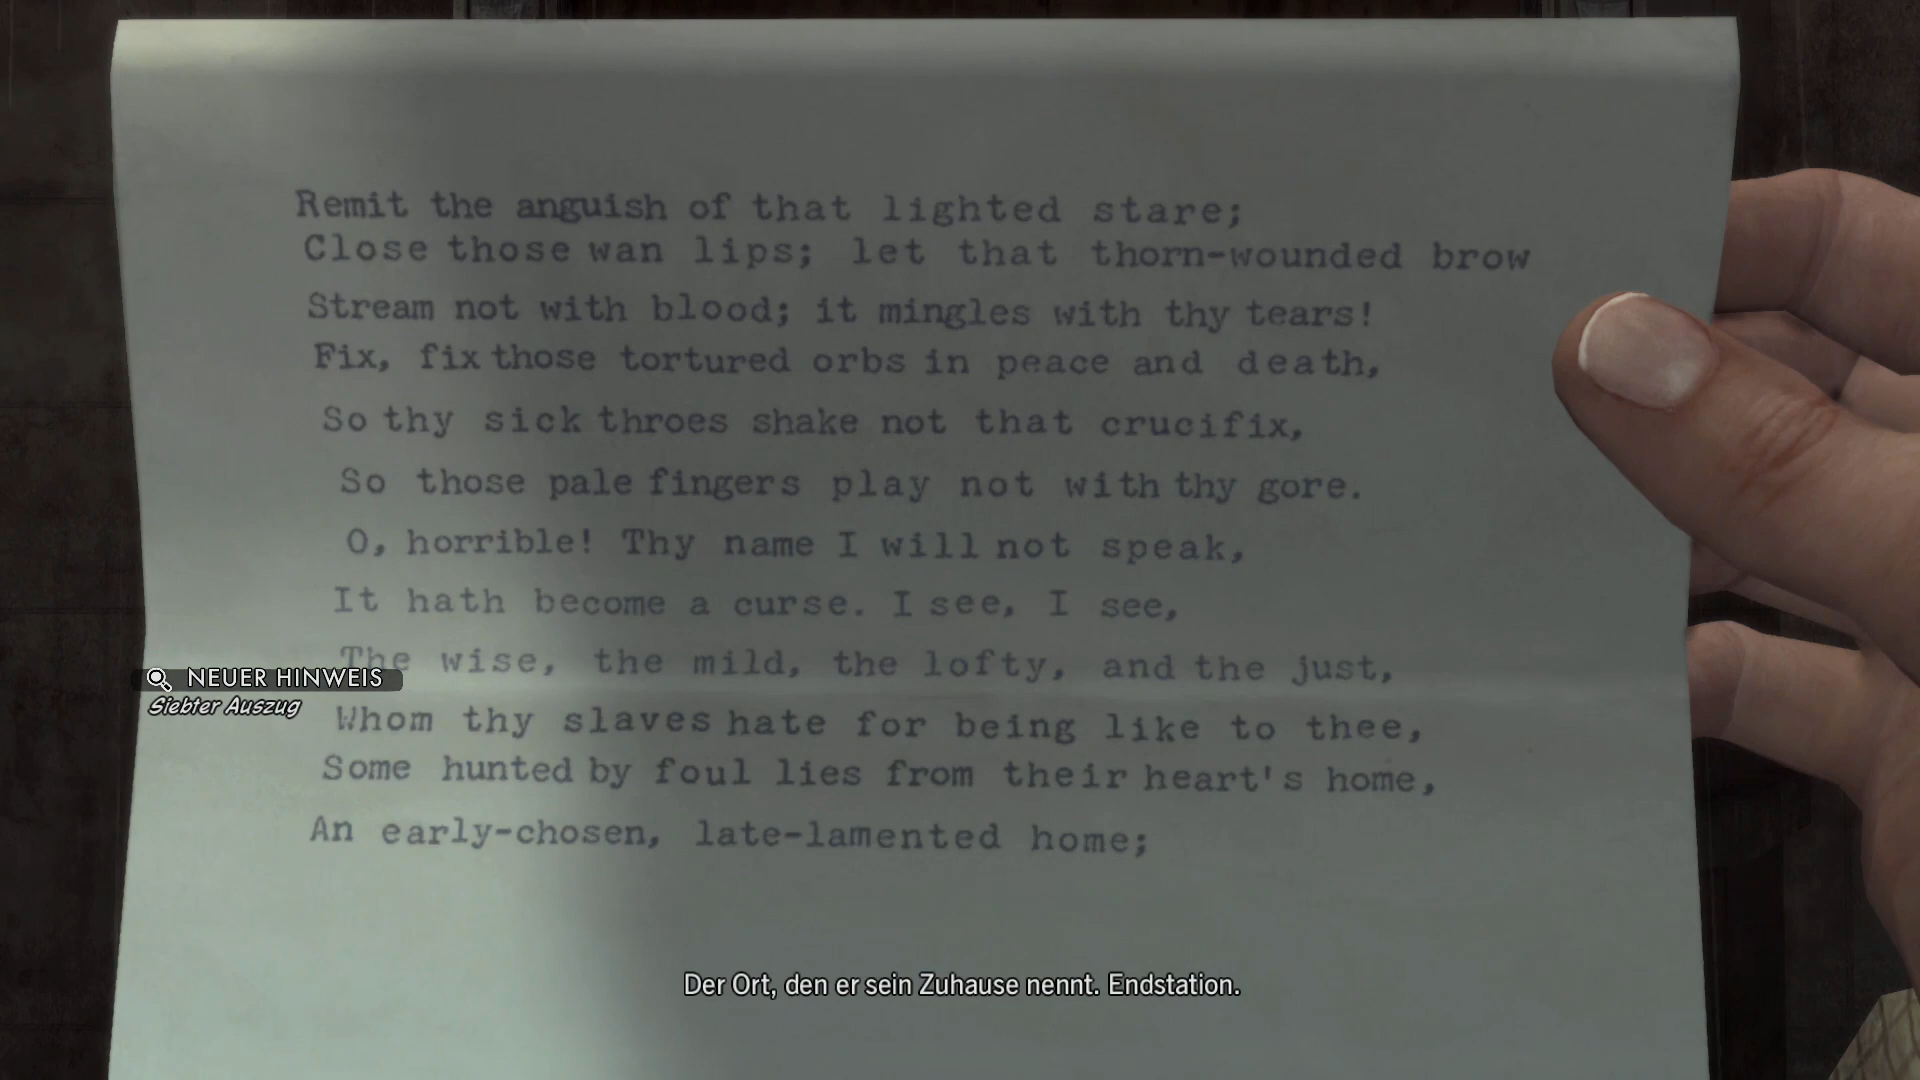 Remit the anguish of that lighted stare;
Close those wan lips; let that thorn-wounded brow
Stream not with blood; it mingles with thy tears!
Fix, fix those tortured orbs in peace and death,
So thy sick throes shake not that crucifix,
So those pale fingers play not with thy gore.
O, horrible! Thy name I will not speak,
It hath become a curse. I see, I see,
The wise, the mild, the lofty, and the just,
NEUER HINWEIS
Siebter Auszug
Whom thy slaves hate for being like to thee,
Some hunted by foul lies from their heart's home,
An early-chosen, late-lamented home;
Der Ort, den er sein Zuhause nennt. Endstation.